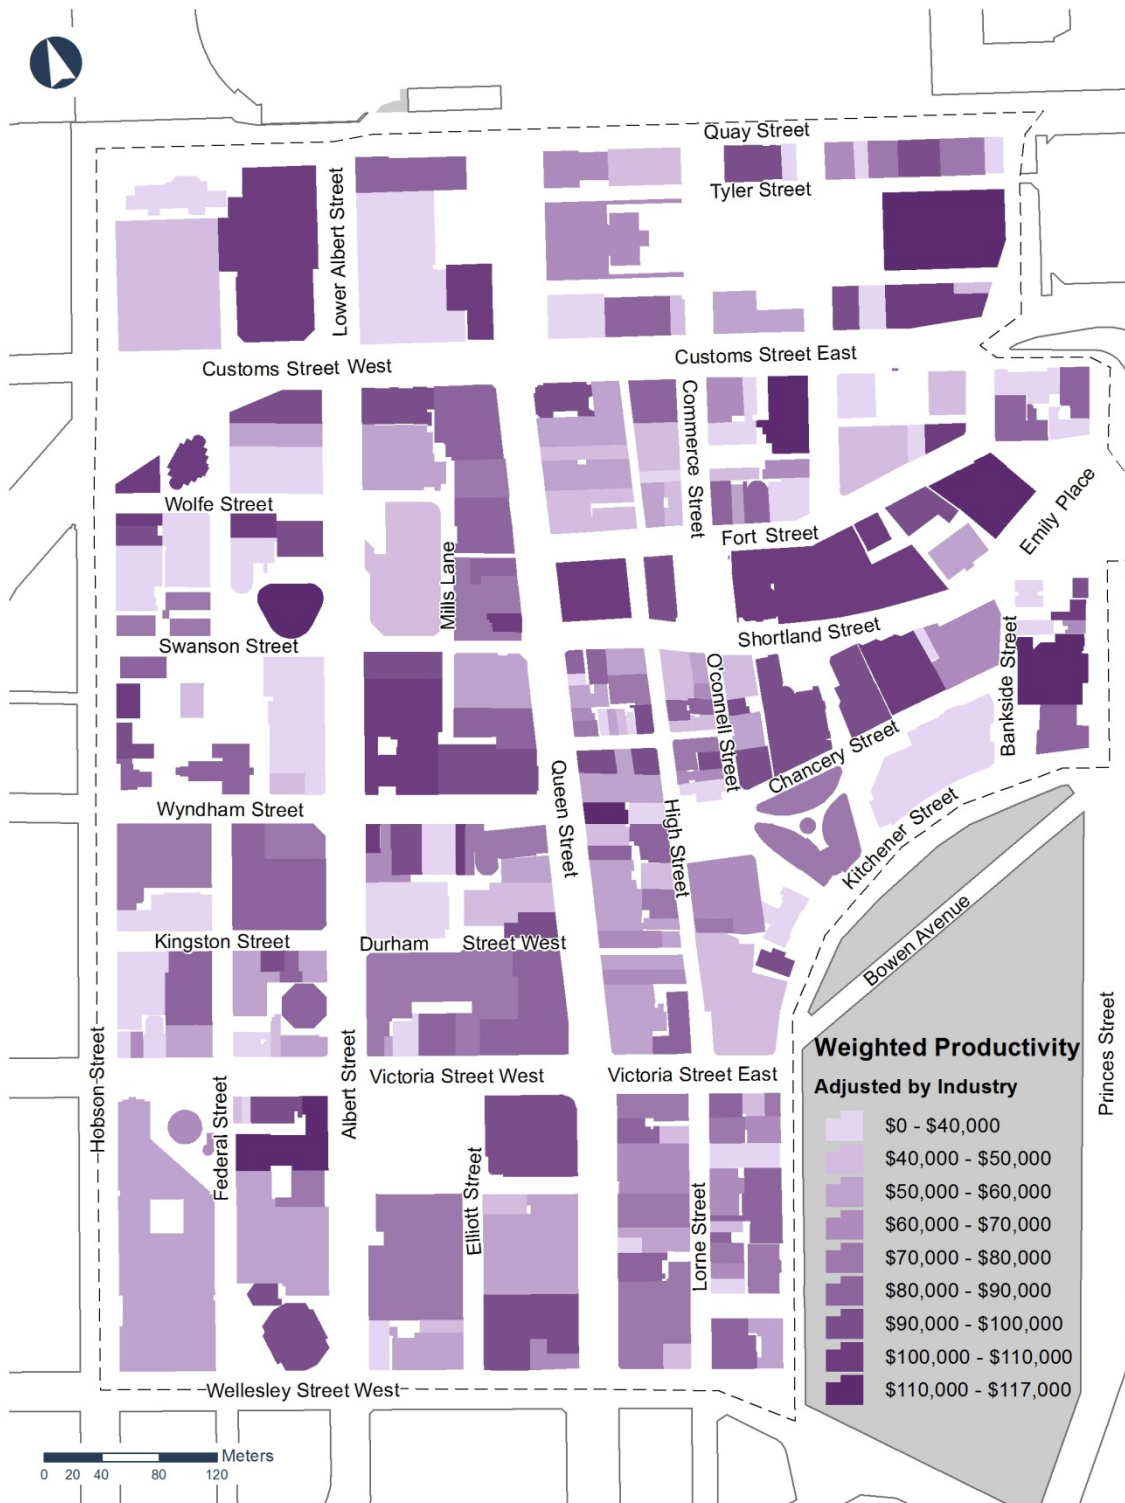 Quay Street
Tyler Street
Lower Albert Street
Customs Street West
Customs Street East
Commerce Street
Wolfe Street
Mills Lane
Fort Street
Emily Place
Swanson Street
Shortland Street
O'connell Street
Bankside Street
Chancery Street
Wyndham Street
Queen Street
High Street
Kitchener Street
Kingston Street
Durham Street West
Bowen Avenue
Hobson Street
Albert Street
Victoria Street West
Victoria Street East
Princes Street
Federal Street
Elliott Street
Lorne Street
Wellesley Street West
Weighted Productivity
Adjusted by Industry
$0 - $40,000
$40,000 - $50,000
$50,000 - $60,000
$60,000 - $70,000
$70,000 - $80,000
$80,000 - $90,000
$90,000 - $100,000
$100,000 - $110,000
$110,000 - $117,000
Meters
0 20 40 80 120